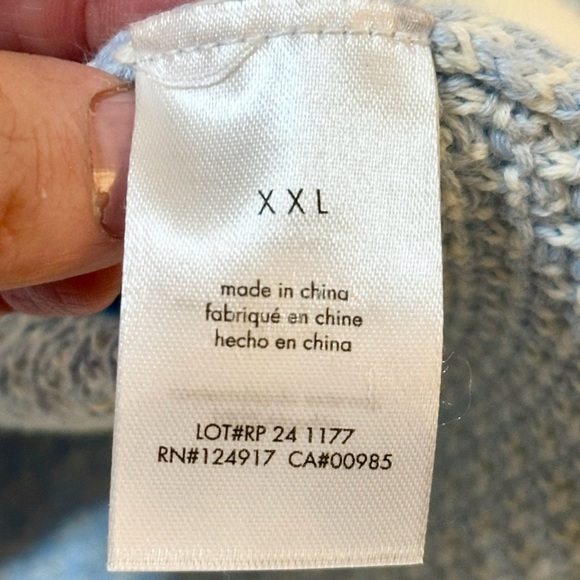 XXL
made in china
fabriqué en chine
hecho en china
LOT#RP 24 1177
RN#124917 CA#00985